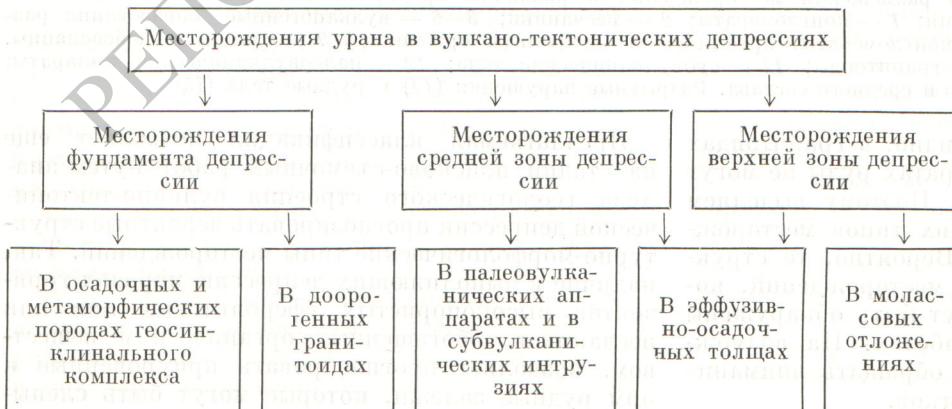 Месторождения урана в вулкано-тектонических депрессиях
Месторождения
фундамента депрес-
сии
Месторождения
средней зоны депрес-
сии
Месторождения
верхней зоны депрес-
сии
В осадочных и
метаморфических
породах геосин-
клинального
комплекса
В дооро-
генных
грани-
тоидах
В палеовулка-
нических ап-
паратах и в
субвулкани-
ческих интру-
зиях
В эффузив-
но-осадоч-
ных толщах
В молас-
совых
отложе-
ниях